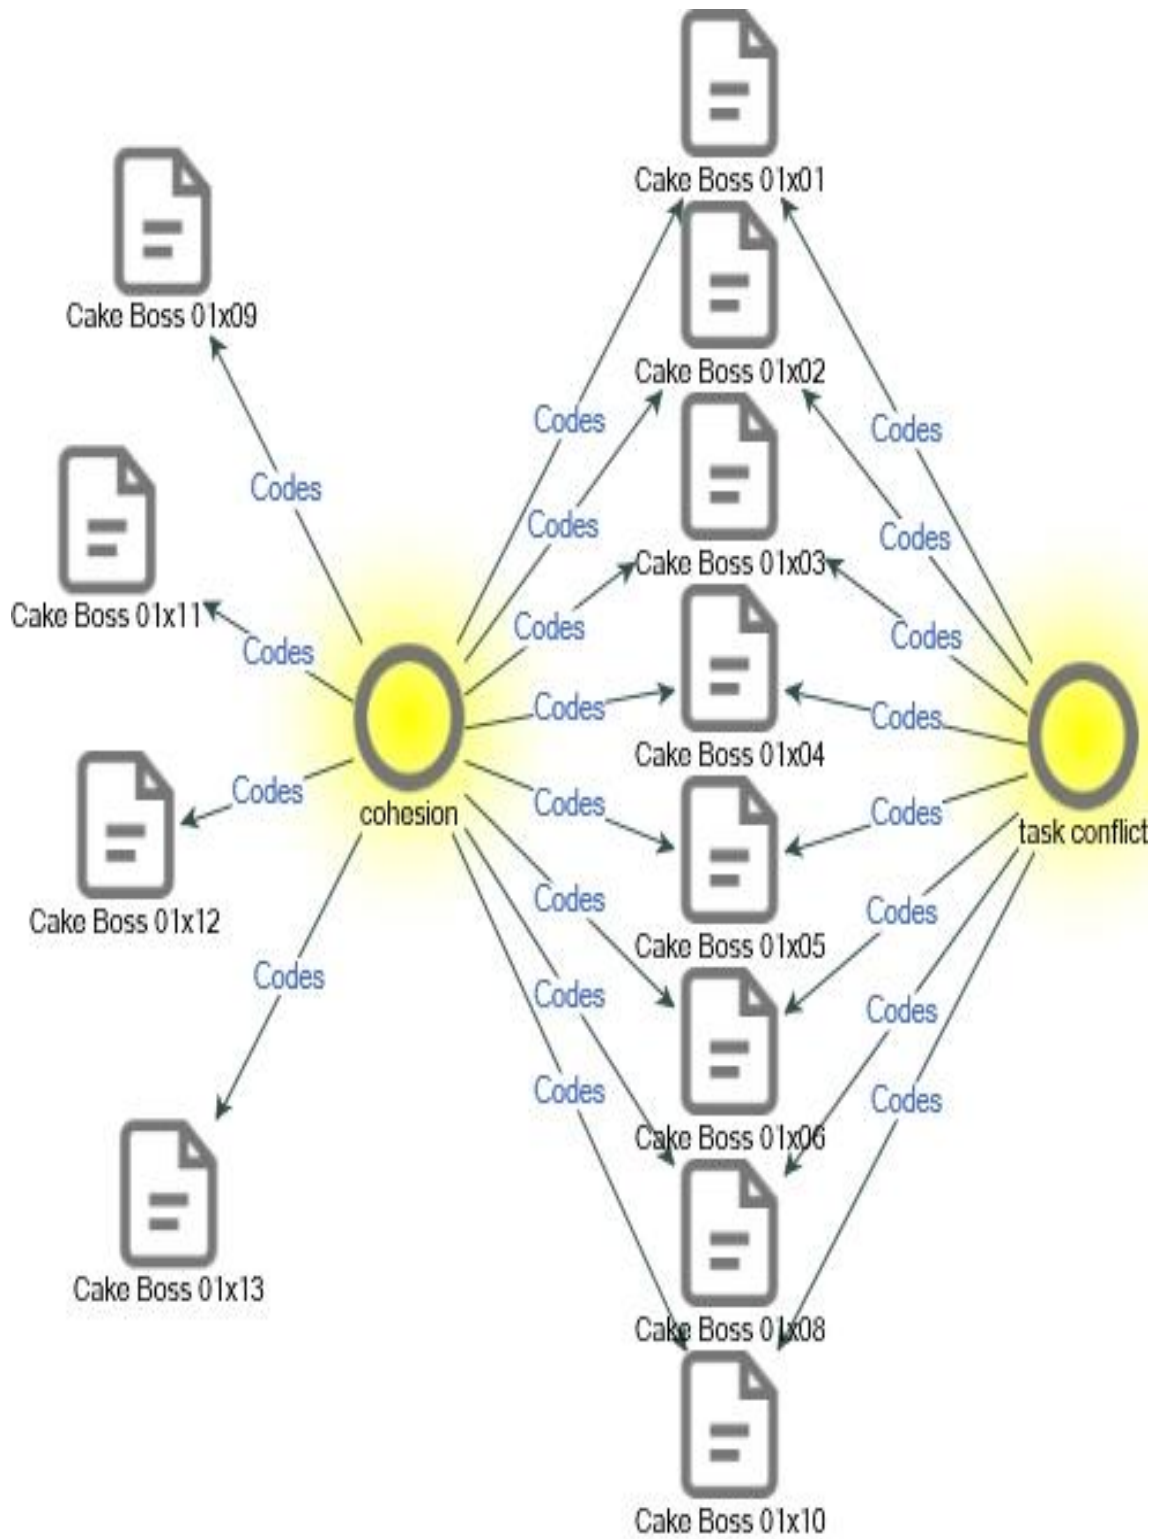 Cake Boss 01x01
Cake Boss 01x09
Cake Boss 01x02
Codes
Codes
Codes
Codes
Codes
Cake Boss 01x03
Cake Boss 01x11
Codes
Codes
Codes
Codes
Codes
Codes
Cake Boss 01x04
Codes
Codes
Codes
cohesion
task conflict
Cake Boss 01x12
Codes
Codes
Cake Boss 01x05
Codes
Codes
Codes
Codes
Codes
Cake Boss 01x06
Cake Boss 01x13
Cake Boss 01x08
Cake Boss 01x10